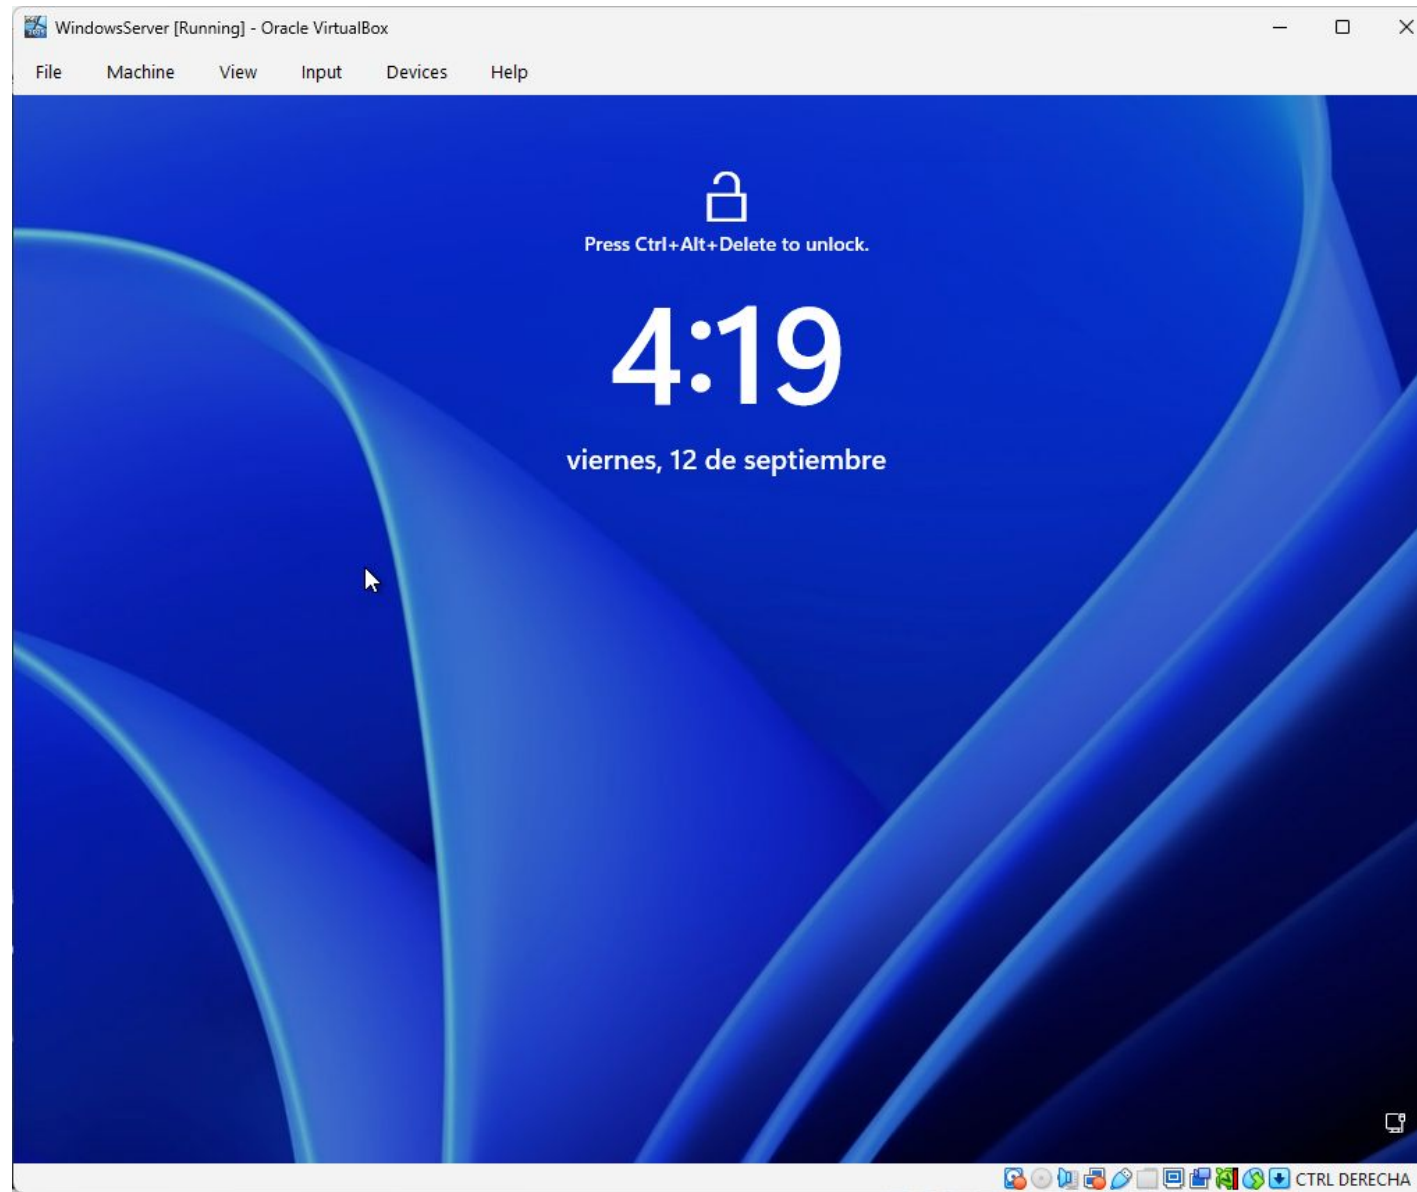 WindowsServer [Running] - Oracle VirtualBox
File Machine View Input Devices Help
Press Ctrl+Alt+Delete to unlock.
4:19
viernes, 12 de septiembre
CTRL DERECHA